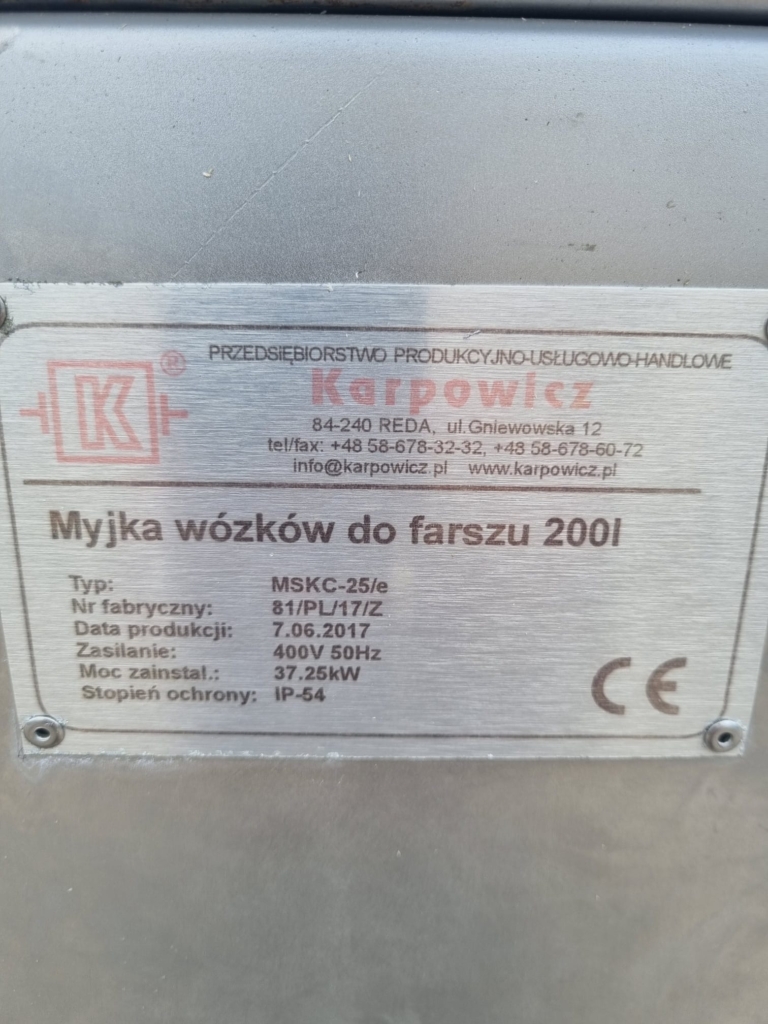 K®
PRZEDSIĘBIORSTWO PRODUKCYJNO-USŁUGOWO-HANDLOWE
Karpowicz
84-240 REDA, ul.Gniewowska 12
tel/fax: +48 58-678-32-32, +48 58-678-60-72
info@karpowicz.pl www.karpowicz.pl
Myjka wózków do farszu 200l
Typ: MSKC-25/e
Nr fabryczny: 81/PL/17/Z
Data produkcji: 7.06.2017
Zasilanie: 400V 50Hz
Moc zainstal.: 37.25kW
Stopień ochrony: IP-54
CE